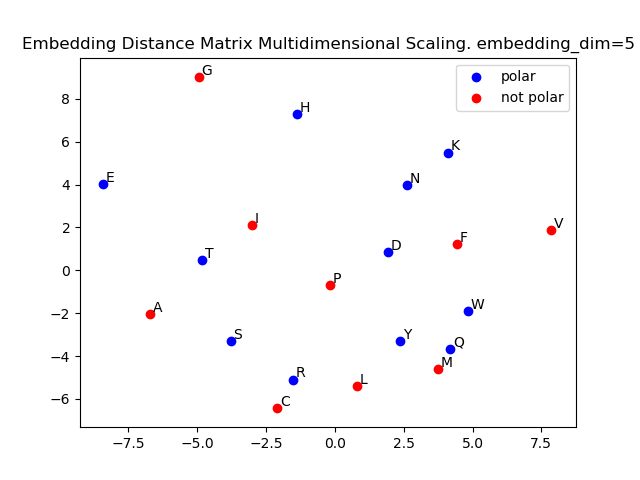 Embedding Distance Matrix Multidimensional Scaling. embedding_dim=5
polar
not polar
G
H
K
E
N
I
V
F
D
T
P
A
W
S
Y
Q
M
R
L
C
8
6
4
2
0
−2
−4
−6
−7.5 −5.0 −2.5 0.0 2.5 5.0 7.5